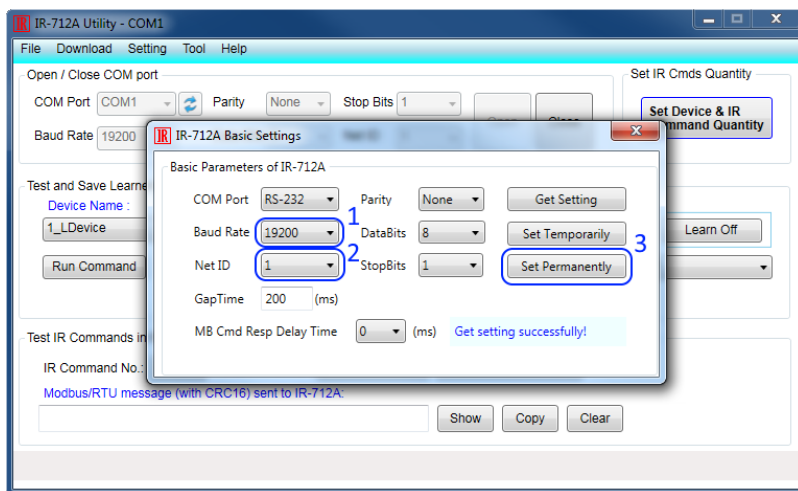 IR-712A Utility - COM1
File Download Setting Tool Help
Open / Close COM port
Set IR Cmds Quantity
COM Port COM1 Parity None Stop Bits 1
Set Device & IR
mmand Quantity
Baud Rate 19200
IR IR-712A Basic Settings
Basic Parameters of IR-712A
COM Port RS-232 Parity None Get Setting
1
Baud Rate 19200 DataBits 8 Set Temporarily
2
3
Net ID 1 StopBits 1 Set Permanently
GapTime 200 (ms)
MB Cmd Resp Delay Time 0 (ms) Get setting successfully!
Test and Save Learne
Device Name :
1_LDevice
Learn Off
Run Command
Test IR Commands in
IR Command No.:
Modbus/RTU message (with CRC16) sent to IR-712A:
Show Copy Clear